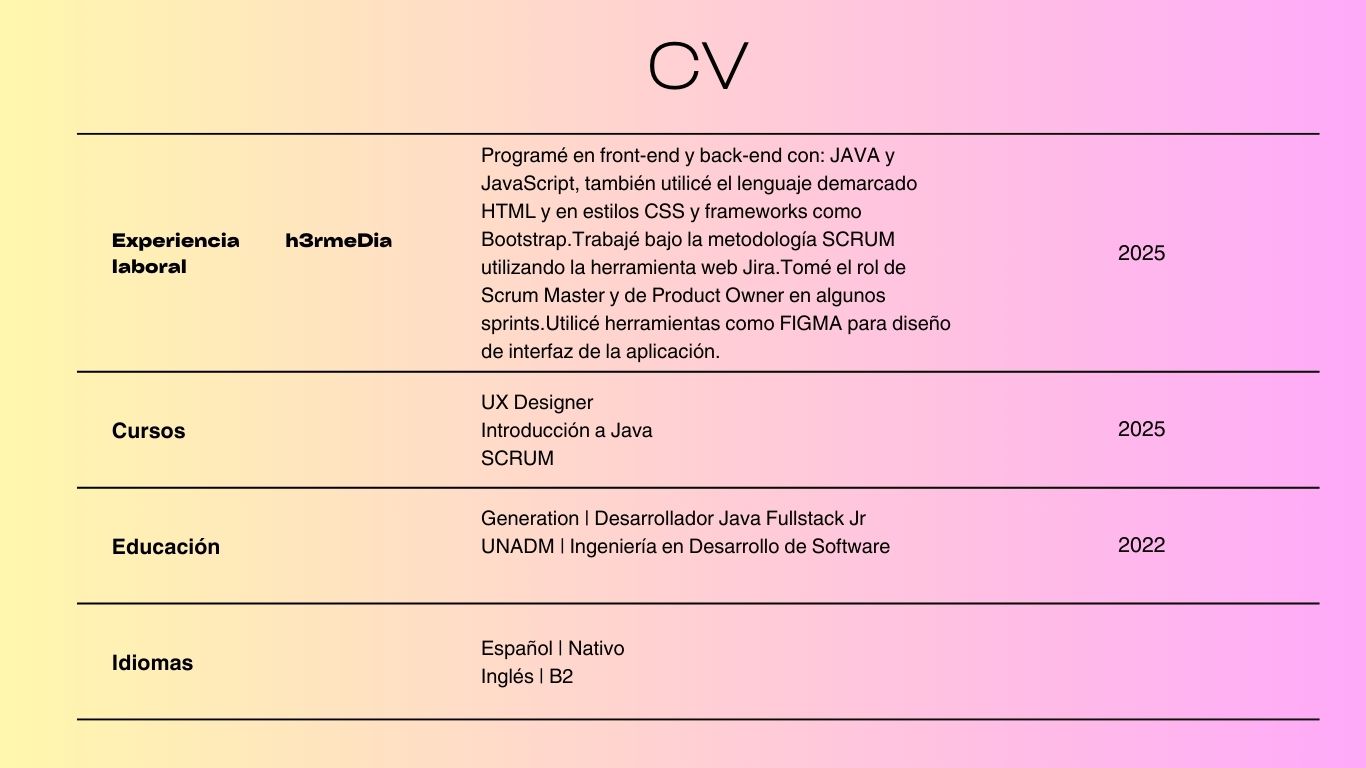 CV
Experiencia laboral
h3rmeDia
Programé en front-end y back-end con: JAVA y
JavaScript, también utilicé el lenguaje demarcado
HTML y en estilos CSS y frameworks como
Bootstrap.Trabajé bajo la metodología SCRUM
utilizando la herramienta web Jira.Tomé el rol de
Scrum Master y de Product Owner en algunos
sprints.Utilicé herramientas como FIGMA para diseño
de interfaz de la aplicación.
2025
Cursos
UX Designer
Introducción a Java
SCRUM
2025
Educación
Generation | Desarrollador Java Fullstack Jr
UNADM | Ingeniería en Desarrollo de Software
2022
Idiomas
Español | Nativo
Inglés | B2